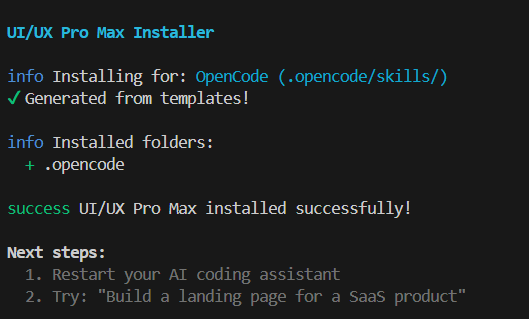 UI/UX Pro Max Installer
info Installing for: OpenCode (.opencode/skills/)
✓ Generated from templates!
info Installed folders:
+ .opencode
success UI/UX Pro Max installed successfully!
Next steps:
1. Restart your AI coding assistant
2. Try: "Build a landing page for a SaaS product"